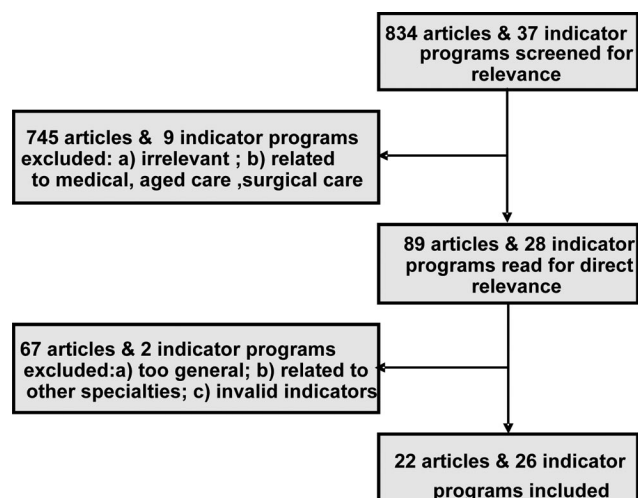 834 articles & 37 indicator
programs screened for
relevance
745 articles & 9 indicator programs
excluded: a) irrelevant ; b) related
to medical, aged care ,surgical care
89 articles & 28 indicator
programs read for direct
relevance
67 articles & 2 indicator programs
excluded:a) too general; b) related to
other specialties; c) invalid indicators
22 articles & 26 indicator
programs included